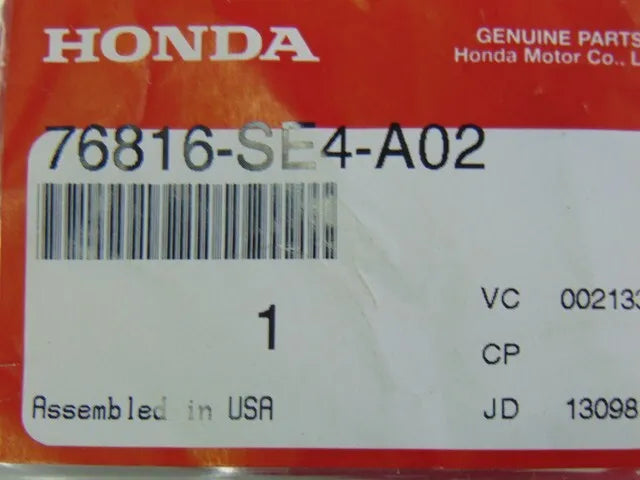 HONDA
GENUINE PARTS
Honda Motor Co., L
76816-SE4-A02
1
VC 002133
CP
JD 13098
Assembled in USA